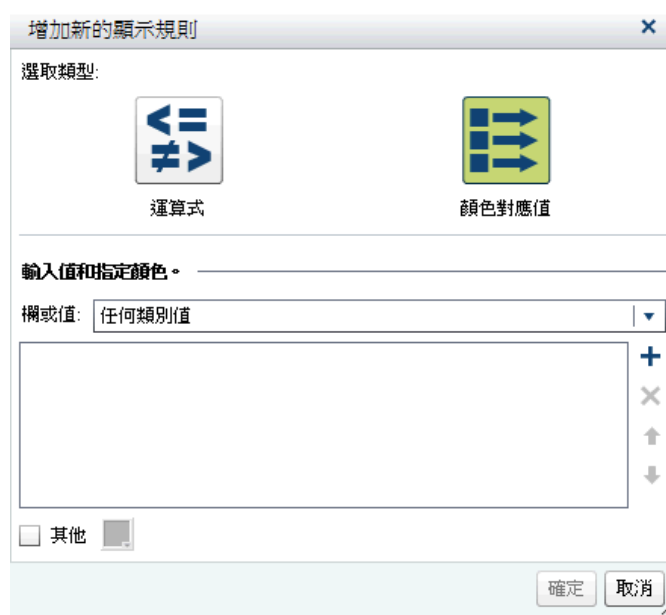 增加新的顯示規則
選取類型:
運算式
顏色對應值
輸入值和指定顏色。
欄或值: 任何類別值
其他
確定
取消